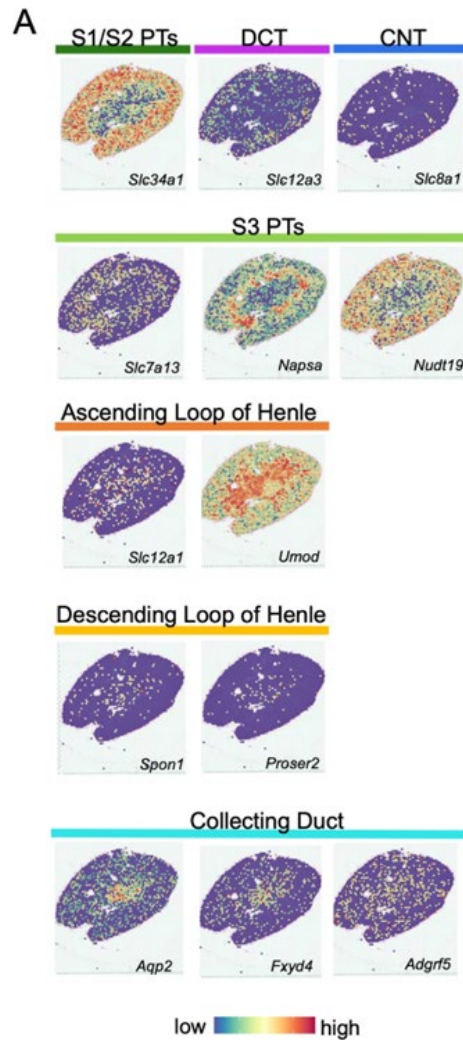 A
S1/S2 PTs DCT CNT
Slc34a1 Slc12a3 Slc8a1
S3 PTs
Slc7a13 Napsa Nudt19
Ascending Loop of Henle
Slc12a1 Umod
Descending Loop of Henle
Spon1 Proser2
Collecting Duct
Aqp2 Fxyd4 Adgrf5
low high